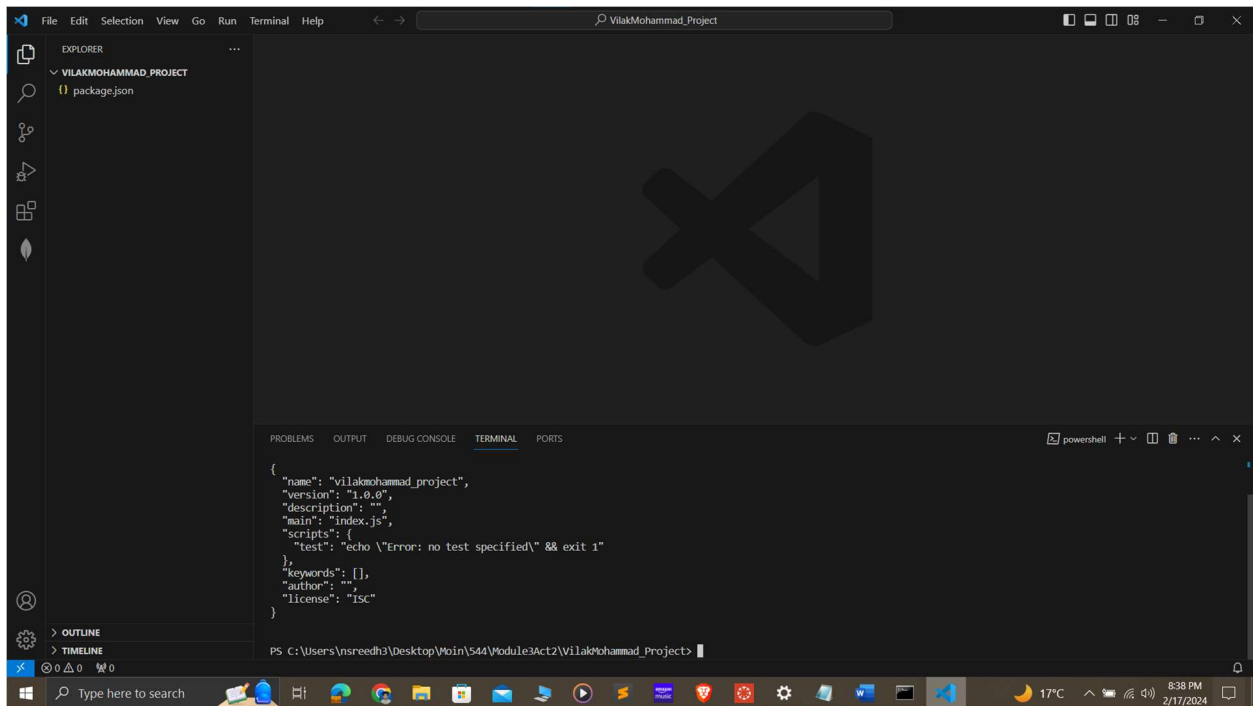 File Edit Selection View Go Run Terminal Help
VilakMohammad_Project
EXPLORER
VILAKMOHAMMAD_PROJECT
{} package.json
PROBLEMS OUTPUT DEBUG CONSOLE TERMINAL PORTS
powershell
{
"name": "vilakmohammad_project",
"version": "1.0.0",
"description": "",
"main": "index.js",
"scripts": {
"test": "echo \"Error: no test specified\" && exit 1"
},
"keywords": [],
"author": "",
"license": "ISC"
}
PS C:\Users\nsreedh3\Desktop\Moin\544\Module3Act2\VilakMohammad_Project>
OUTLINE
TIMELINE
0 0 0
Type here to search
amazon music
17°C
8:38 PM
2/17/2024